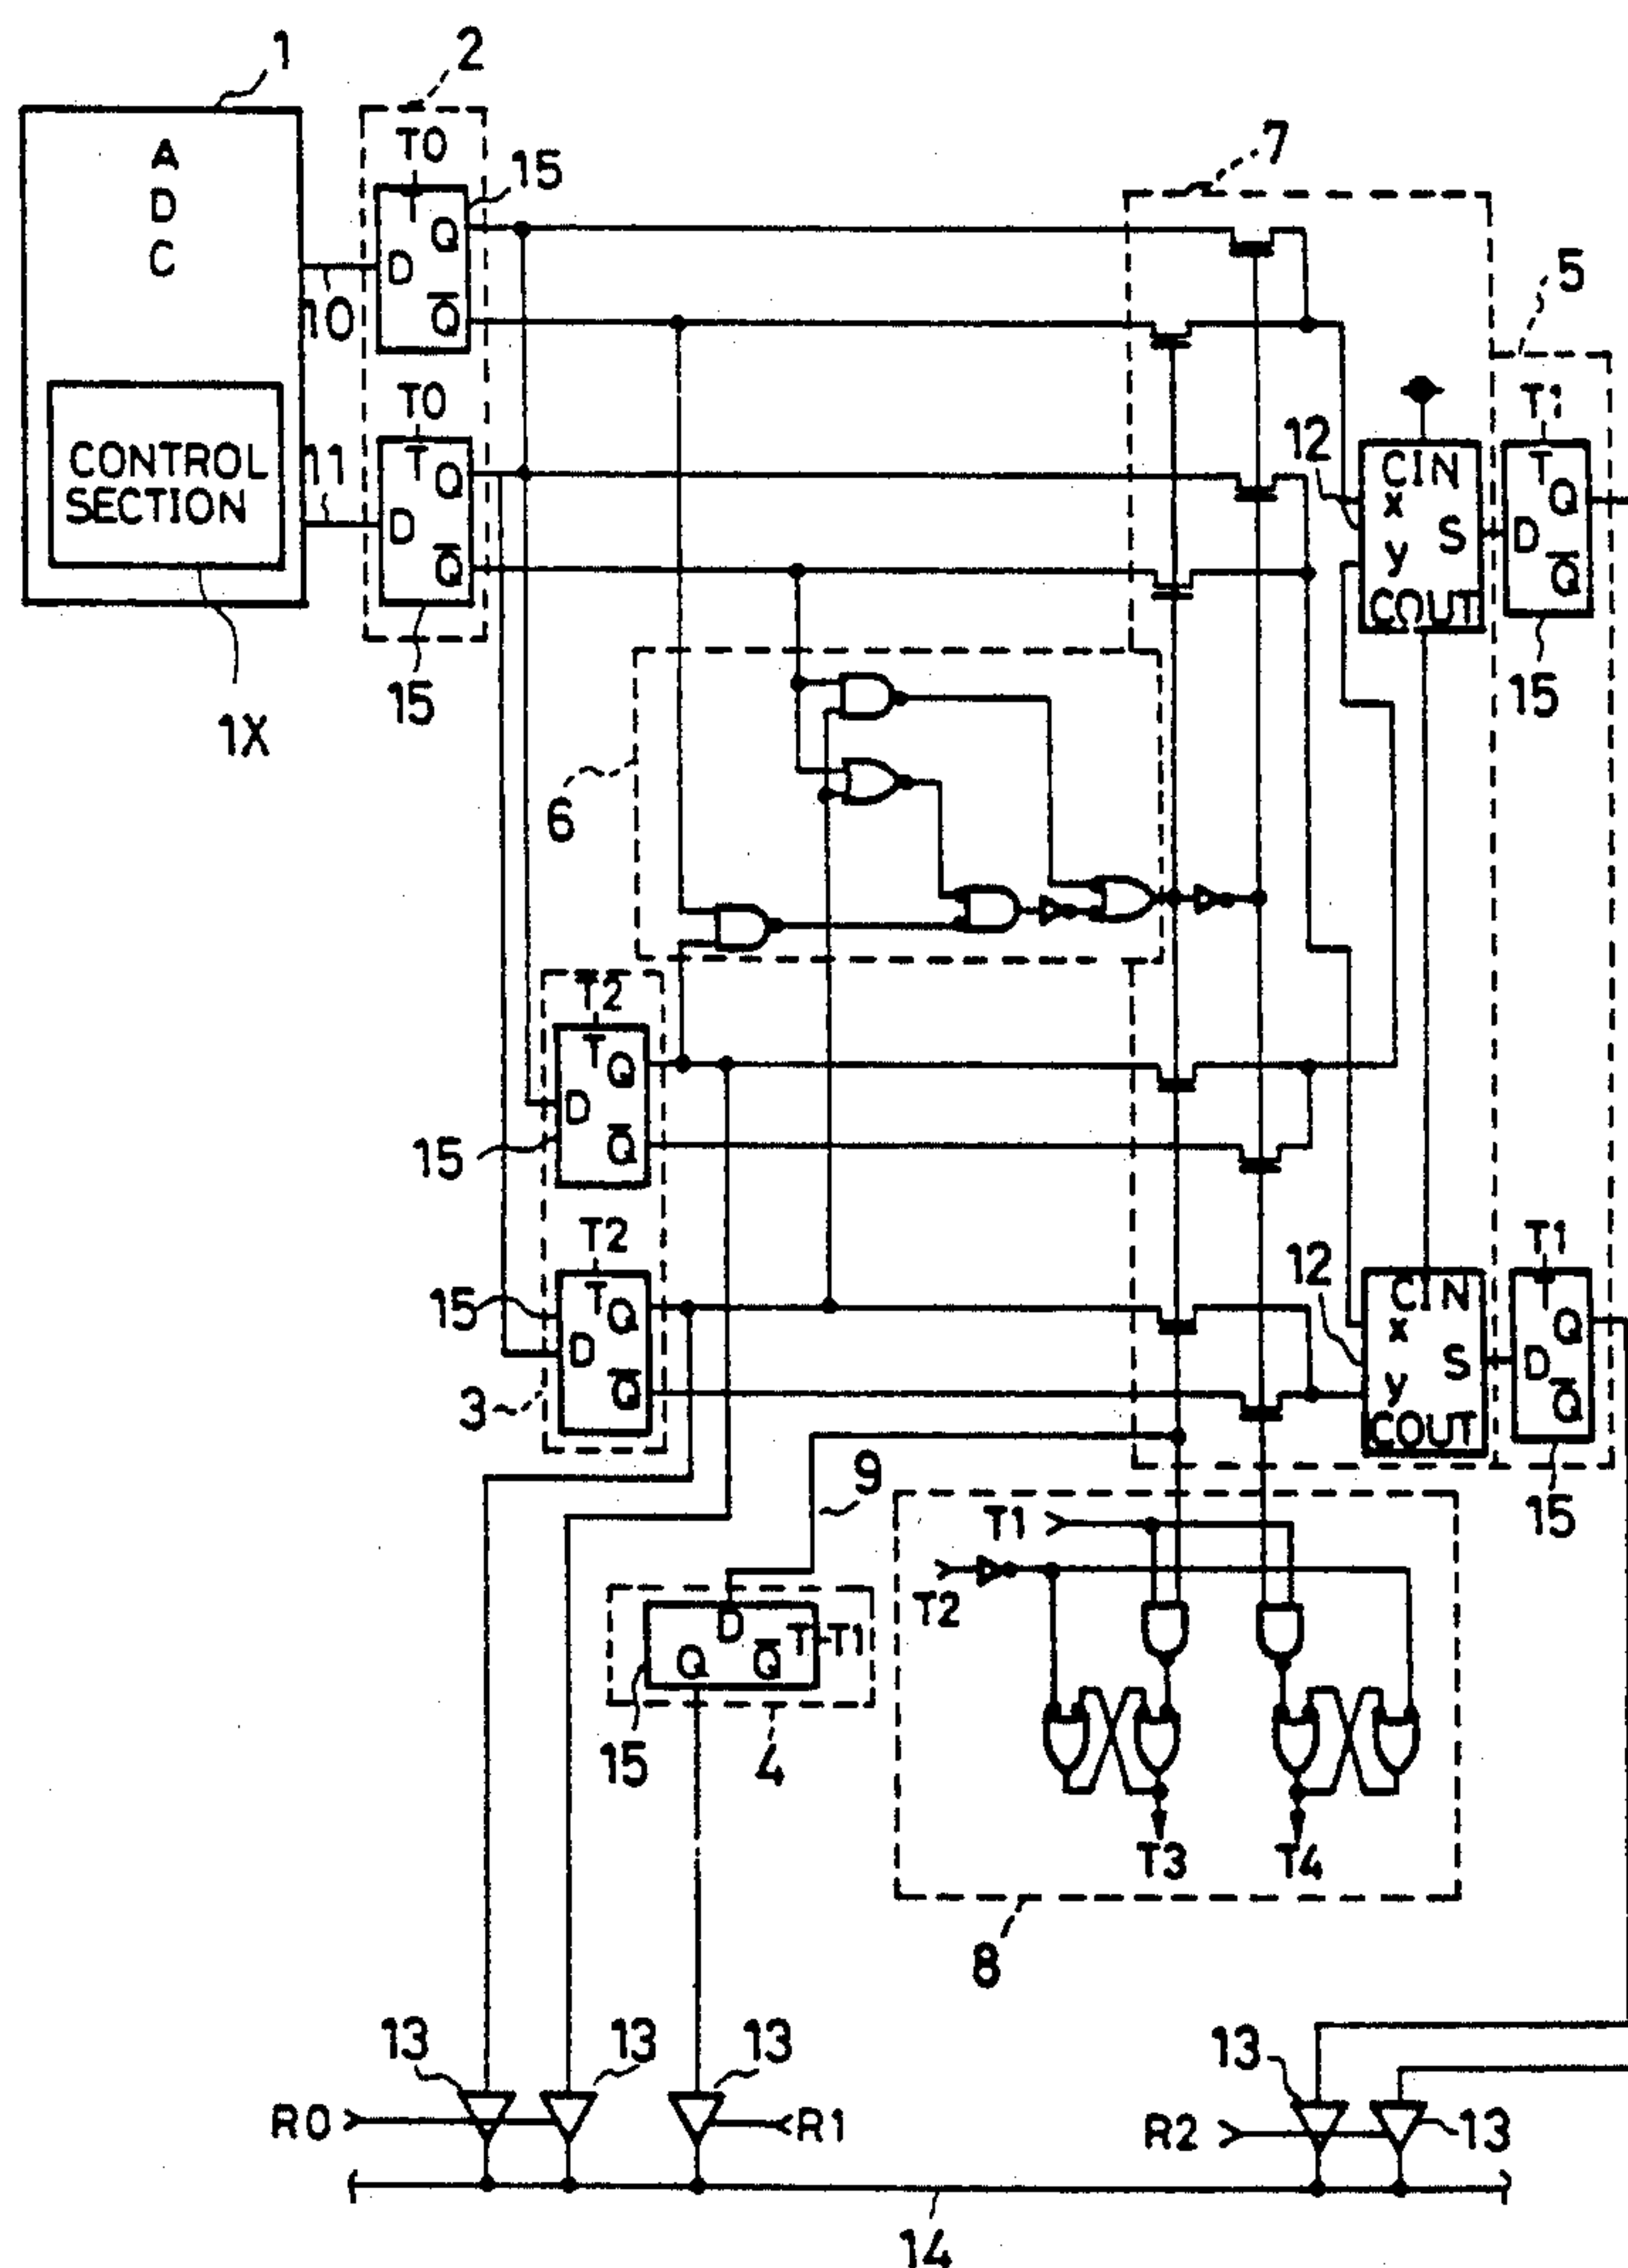 1
2
A
D
C
T0
15
T
Q
D
Q̅
10
7
5
T0
T
Q
D
Q̅
11
CONTROL
SECTION
1X
15
12
CIN
x
y
S
COUT
T1
T
Q
D
Q̅
15
6
T2
T
Q
D
Q̅
15
T2
T
Q
D
Q̅
15
3
12
CIN
x
y
S
COUT
T1
T
Q
D
Q̅
15
9
T1
T2
D
Q
Q̅
T
T1
15
4
T3
T4
8
13
13
13
13
R0
R1
R2
13
14